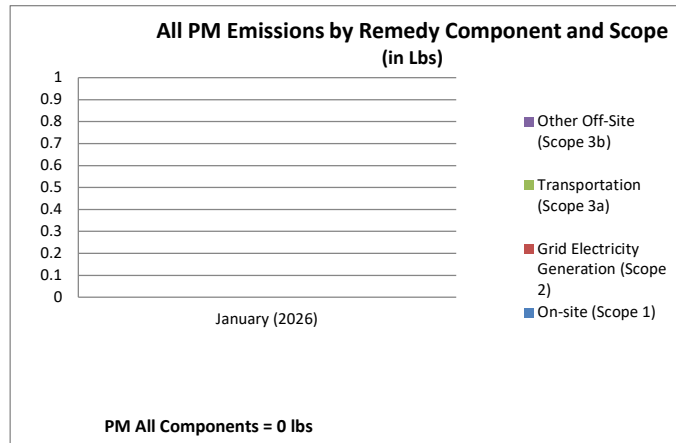 All PM Emissions by Remedy Component and Scope
(in Lbs)
1
0.9
0.8
0.7
0.6
0.5
0.4
0.3
0.2
0.1
0
January (2026)
Other Off-Site
(Scope 3b)
Transportation
(Scope 3a)
Grid Electricity
Generation (Scope
2)
On-site (Scope 1)
PM All Components = 0 lbs